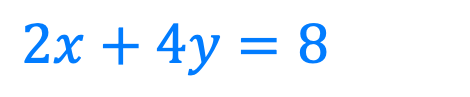 2x + 4y = 8